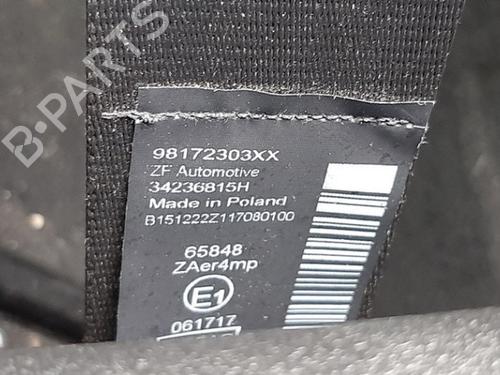 B-PARTS
98172303XX
ZF Automotive
34236815H
Made in Poland
B151222Z117080100
65848
ZAer4mp
E1
061717